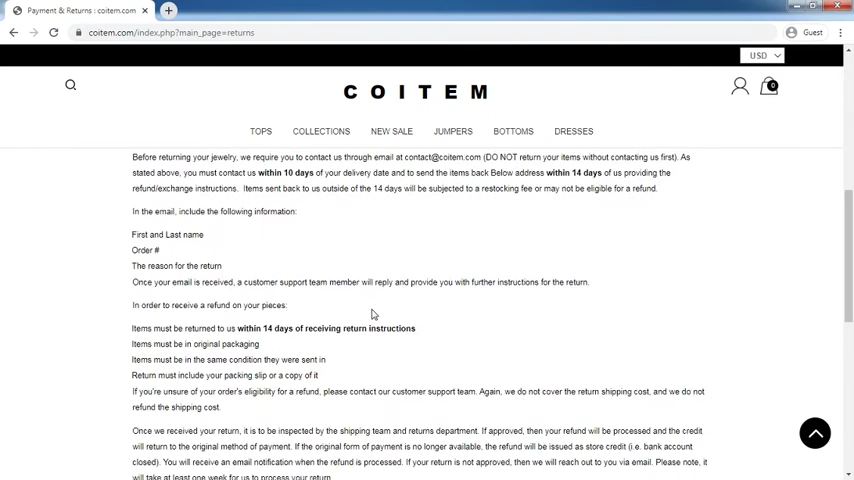 Payment & Returns : coitem.com
coitem.com/index.php?main_page=returns
Guest
USD
COITEM
0
TOPS COLLECTIONS NEW SALE JUMPERS BOTTOMS DRESSES
Before returning your jewelry, we require you to contact us through email at contact@coitem.com (DO NOT return your items without contacting us first). As
stated above, you must contact us within 10 days of your delivery date and to send the items back Below address within 14 days of us providing the
refund/exchange instructions. Items sent back to us outside of the 14 days will be subjected to a restocking fee or may not be eligible for a refund.
In the email, include the following information:
First and Last name
Order #
The reason for the return
Once your email is received, a customer support team member will reply and provide you with further instructions for the return.
In order to receive a refund on your pieces:
Items must be returned to us within 14 days of receiving return instructions
Items must be in original packaging
Items must be in the same condition they were sent in
Return must include your packing slip or a copy of it
If you're unsure of your order's eligibility for a refund, please contact our customer support team. Again, we do not cover the return shipping cost, and we do not
refund the shipping cost.
Once we received your return, it is to be inspected by the shipping team and returns department. If approved, then your refund will be processed and the credit
will return to the original method of payment. If the original form of payment is no longer available, the refund will be issued as store credit (i.e. bank account
closed). You will receive an email notification when the refund is processed. If your return is not approved, then we will reach out to you via email. Please note, it
will take at least one week for us to process your return.